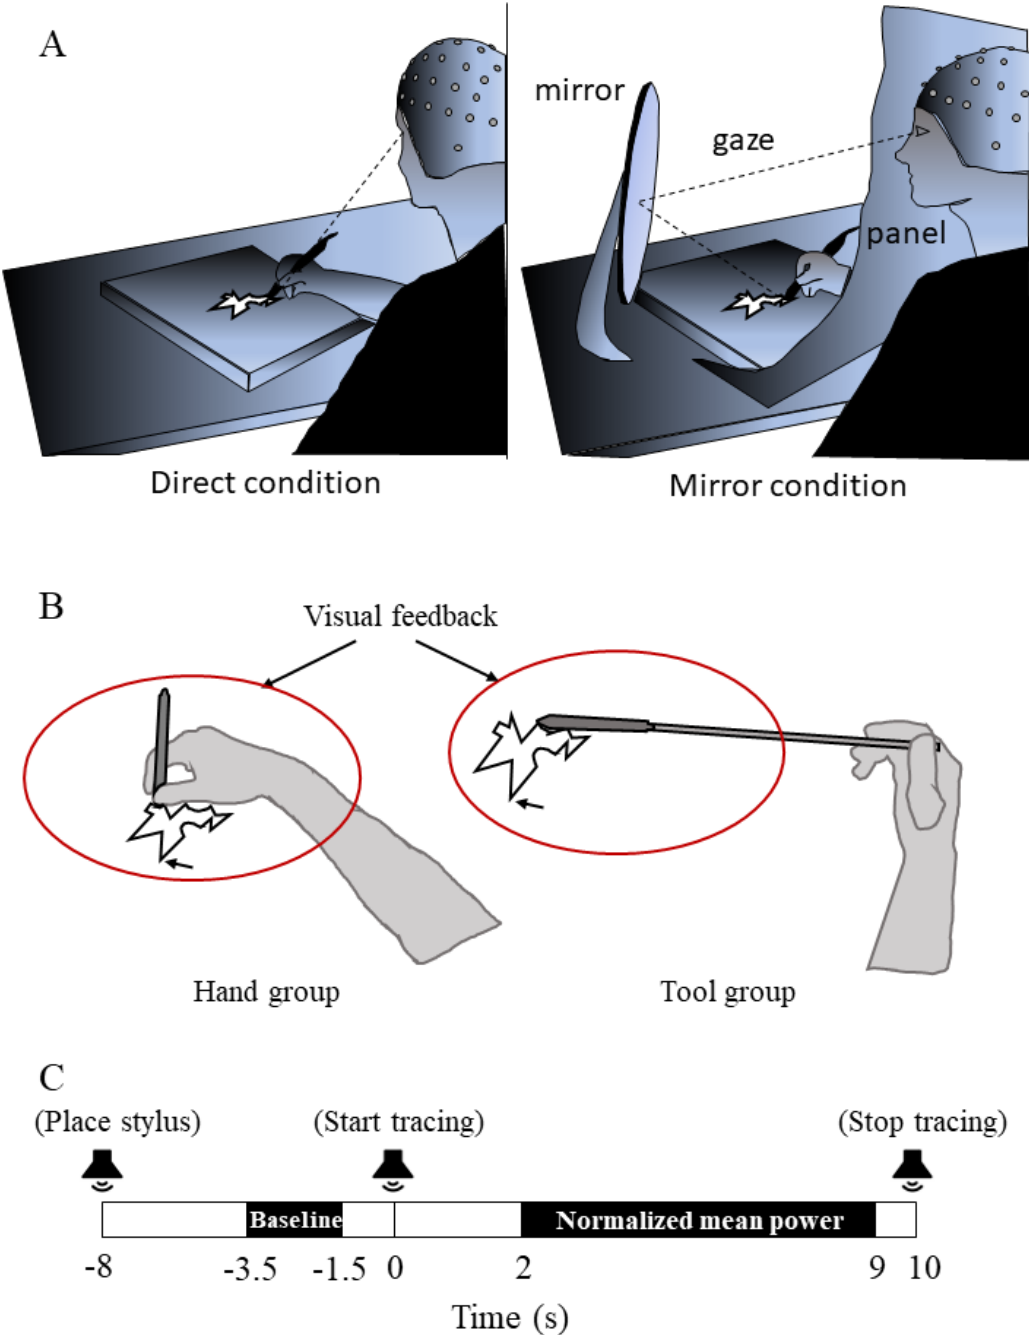 A
mirror
gaze
panel
Direct condition
Mirror condition
B
Visual feedback
Hand group
Tool group
C
(Place stylus) (Start tracing) (Stop tracing)
Baseline Normalized mean power
-8 -3.5 -1.5 0 2 9 10
Time (s)